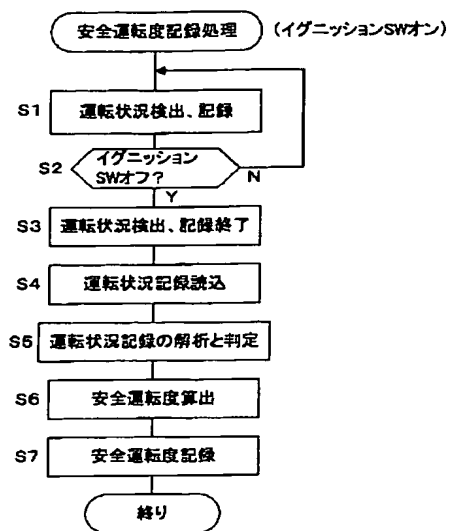 安全運転度記録処理 (イグニッションSWオン)
S1 運転状況検出、記録
S2 イグニッション
SWオフ? N
Y
S3 運転状況検出、記録終了
S4 運転状況記録読込
S5 運転状況記録の解析と判定
S6 安全運転度算出
S7 安全運転度記録
終り